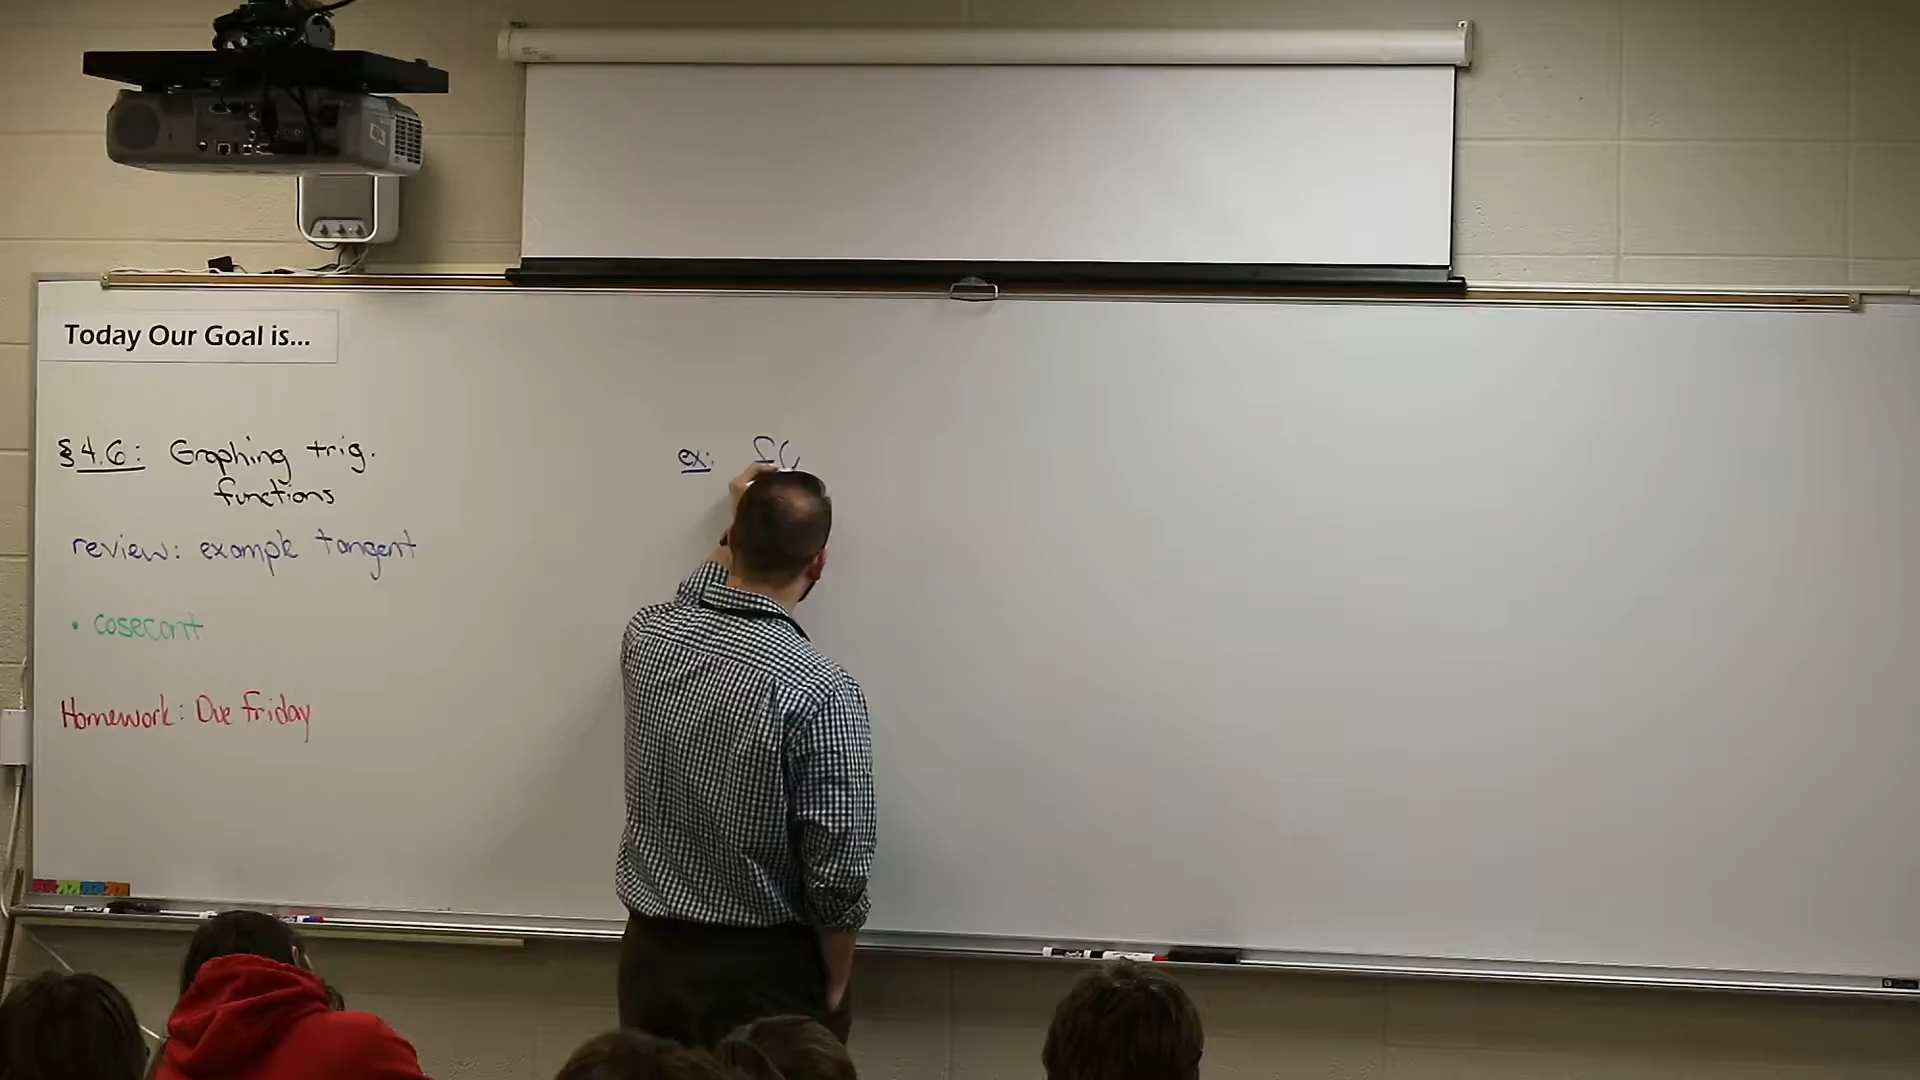 Today Our Goal is...
§4.6: Graphing trig.
functions
review: example tangent
• cosecant
Homework: Due Friday
ex: f(